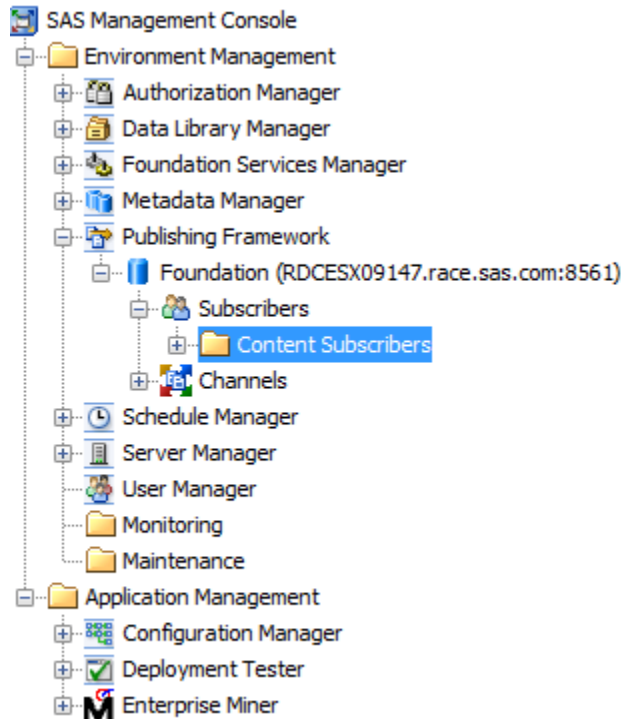 SAS Management Console
Environment Management
Authorization Manager
Data Library Manager
Foundation Services Manager
Metadata Manager
Publishing Framework
Foundation (RDCESX09147.race.sas.com:8561)
Subscribers
Content Subscribers
Channels
Schedule Manager
Server Manager
User Manager
Monitoring
Maintenance
Application Management
Configuration Manager
Deployment Tester
Enterprise Miner